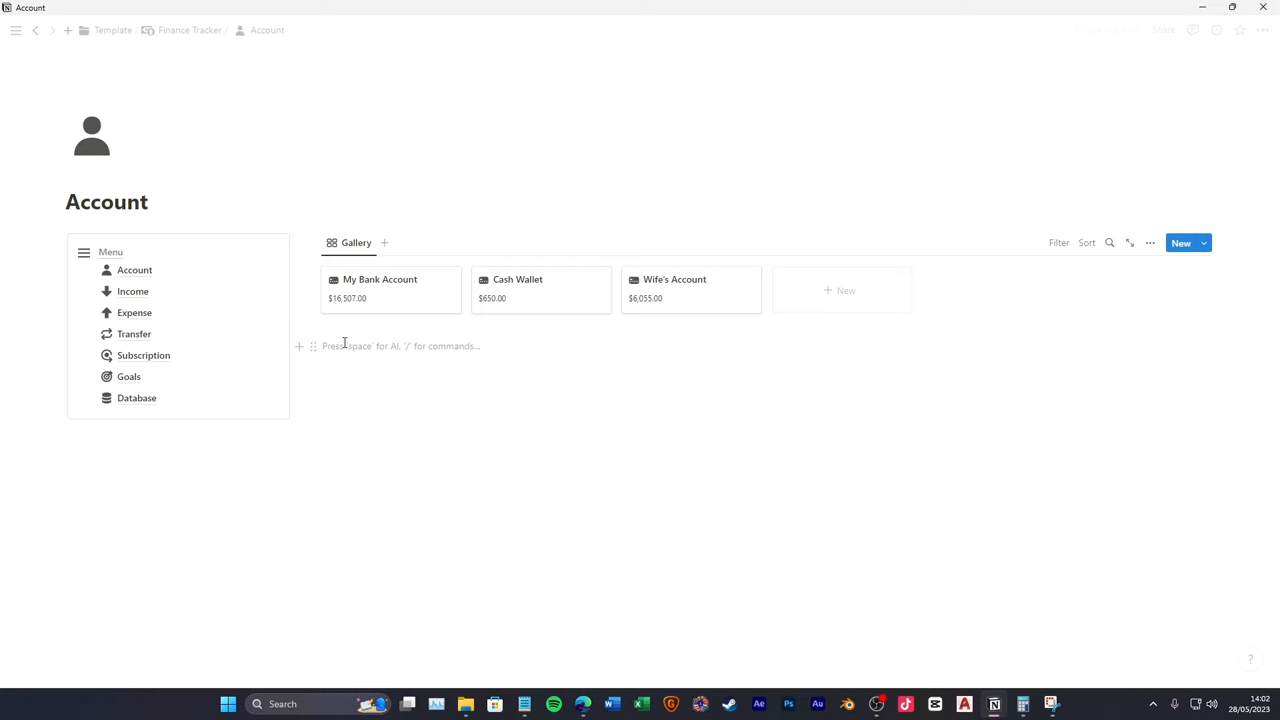 Account
Template / Finance Tracker / Account
Share
Account
Menu
Account
Income
Expense
Transfer
Subscription
Goals
Database
Gallery
Filter Sort New
My Bank Account
$16,507.00
Cash Wallet
$650.00
Wife's Account
$6,055.00
New
Press 'space' for AI, '/' for commands...
?
Search
14:02
28/05/2023